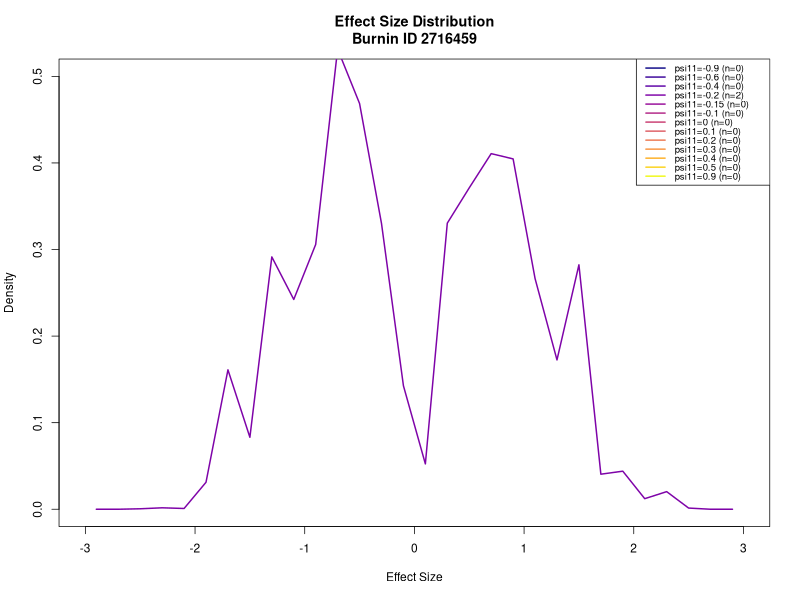 Effect Size Distribution
Burnin ID 2716459
psi11=-0.9 (n=0)
psi11=-0.6 (n=0)
psi11=-0.4 (n=0)
psi11=-0.2 (n=2)
psi11=-0.15 (n=0)
psi11=-0.1 (n=0)
psi11=0 (n=0)
psi11=0.1 (n=0)
psi11=0.2 (n=0)
psi11=0.3 (n=0)
psi11=0.4 (n=0)
psi11=0.5 (n=0)
psi11=0.9 (n=0)
Density
0.5
0.4
0.3
0.2
0.1
0.0
-3 -2 -1 0 1 2 3
Effect Size